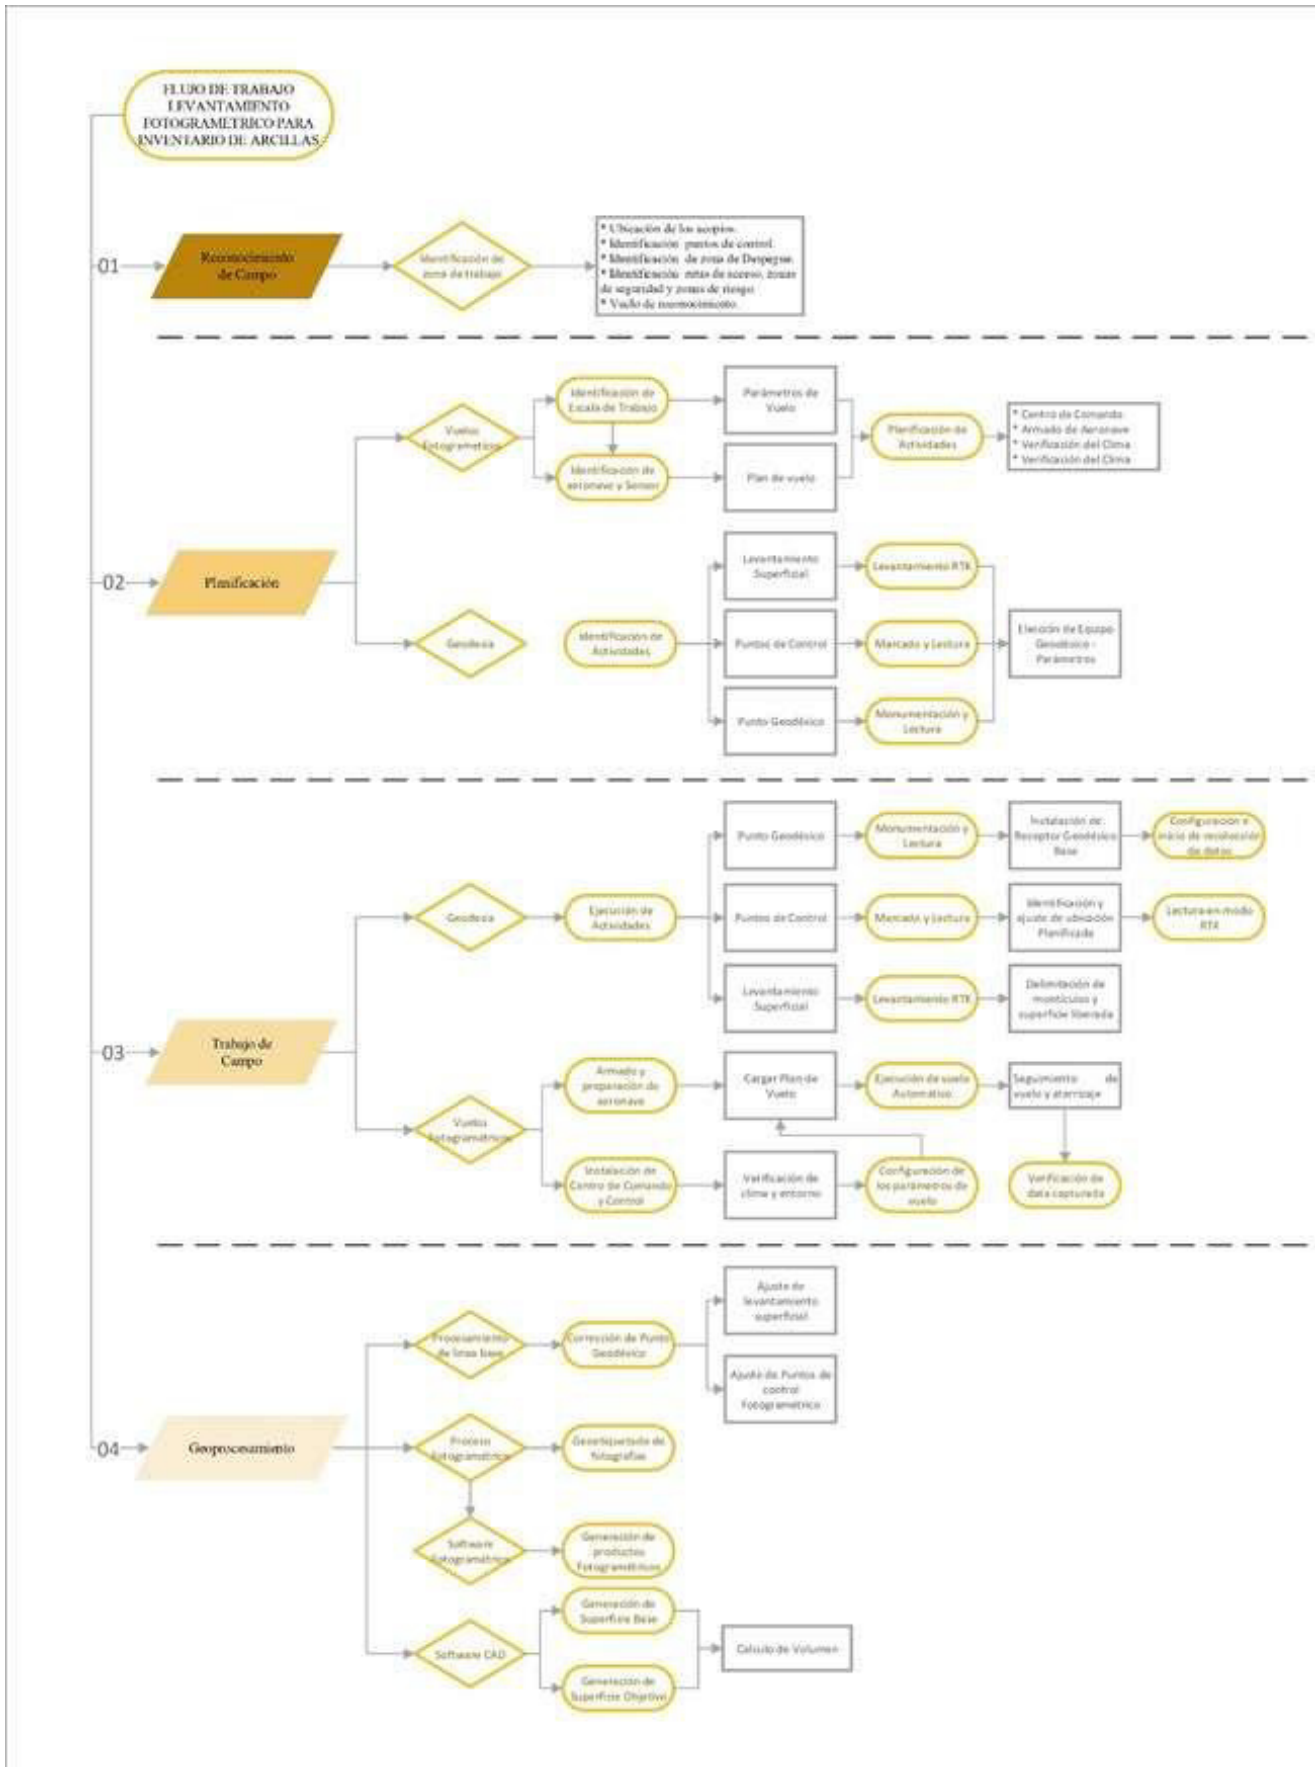 FLUJO DE TRABAJO
LEVANTAMIENTO
FOTOGRAMETRICO PARA
INVENTARIO DE ARCILLAS
01
Reconocimiento
de Campo
Identificación de
zona de trabajo
* Ubicación de los acopios.
* Identificación puntos de control.
* Identificación de zona de Despegue.
* Identificación rutas de acceso, zonas
de seguridad y zonas de riesgo
* Vuelo de reconocimiento.
02
Planificación
Vuelos
Fotogrameticos
Identificación de
Escala de Trabajo
Identificación de
aeronave y Sensor
Parámetros de
Vuelo
Plan de vuelo
Planificación de
Actividades
* Centro de Comando
* Armado de Aeronave
* Verificación del Clima
* Verificación del Clima
Geodesia
Identificación de
Actividades
Levantamiento
Superficial
Levantamiento RTK
Puntos de Control
Marcado y Lectura
Punto Geodésico
Monumentación y
Lectura
Elección de Equipo
Geodésico -
Parámetros
03
Trabajo de
Campo
Geodesia
Ejecución de
Actividades
Punto Geodésico
Monumentación y
Lectura
Instalación de
Receptor Geodésico
Base
Configuración e
inicio de recolección
de datos
Puntos de Control
Marcado y Lectura
Identificación y
ajuste de ubicación
Planificada
Lectura en modo
RTK
Levantamiento
Superficial
Levantamiento RTK
Delimitación de
montículos y
superficie liberada
Vuelos
Fotogramétricos
Armado y
preparación de
aeronave
Cargar Plan de
Vuelo
Ejecución de vuelo
Automático
Seguimiento de
vuelo y aterrizaje
Instalación de
Centro de Comando
y Control
Verificación de
clima y entorno
Configuración de
los parámetros de
vuelo
Verificación de
data capturada
04
Geoprocesamiento
Procesamiento
de linea base
Corrección de Punto
Geodésico
Ajuste de
levantamiento
superficial
Ajuste de Puntos de
control
Fotogrametrico
Proceso
Fotogramétrico
Geoetiquetado de
fotografías
Software
Fotogramétrico
Generación de
productos
Fotogramétricos
Software CAD
Generación de
Superficie Base
Generación de
Superficie Objetivo
Calculo de Volumen